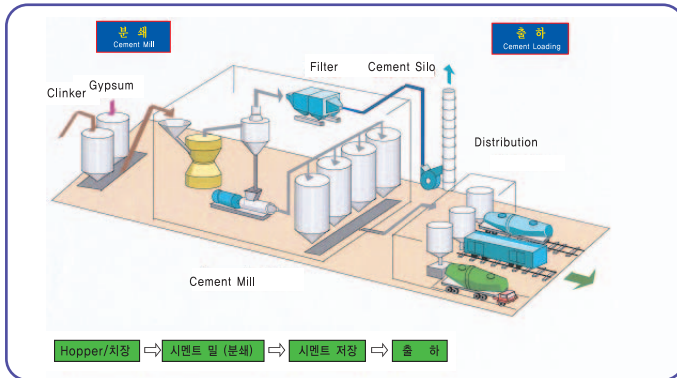 분 쇄
Cement Mill
출 하
Cement Loading
Filter
Cement Silo
Clinker
Gypsum
Distribution
Cement Mill
Hopper/치장
시멘트 밀 (분쇄)
시멘트 저장
출 하